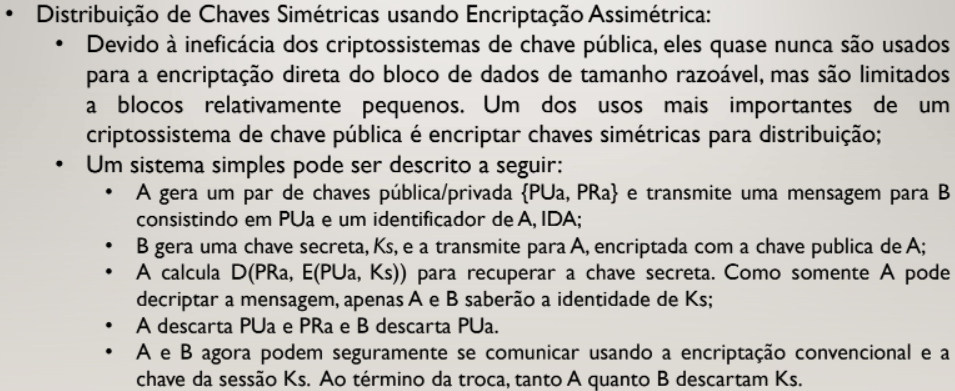 • Distribuição de Chaves Simétricas usando Encriptação Assimétrica:
• Devido à ineficácia dos criptossistemas de chave pública, eles quase nunca são usados
para a encriptação direta do bloco de dados de tamanho razoável, mas são limitados
a blocos relativamente pequenos. Um dos usos mais importantes de um
criptossistema de chave pública é encriptar chaves simétricas para distribuição;
• Um sistema simples pode ser descrito a seguir:
• A gera um par de chaves pública/privada {PUa, PRa} e transmite uma mensagem para B
consistindo em PUa e um identificador de A, IDA;
• B gera uma chave secreta, Ks, e a transmite para A, encriptada com a chave publica de A;
• A calcula D(PRa, E(PUa, Ks)) para recuperar a chave secreta. Como somente A pode
decriptar a mensagem, apenas A e B saberão a identidade de Ks;
• A descarta PUa e PRa e B descarta PUa.
• A e B agora podem seguramente se comunicar usando a encriptação convencional e a
chave da sessão Ks. Ao término da troca, tanto A quanto B descartam Ks.